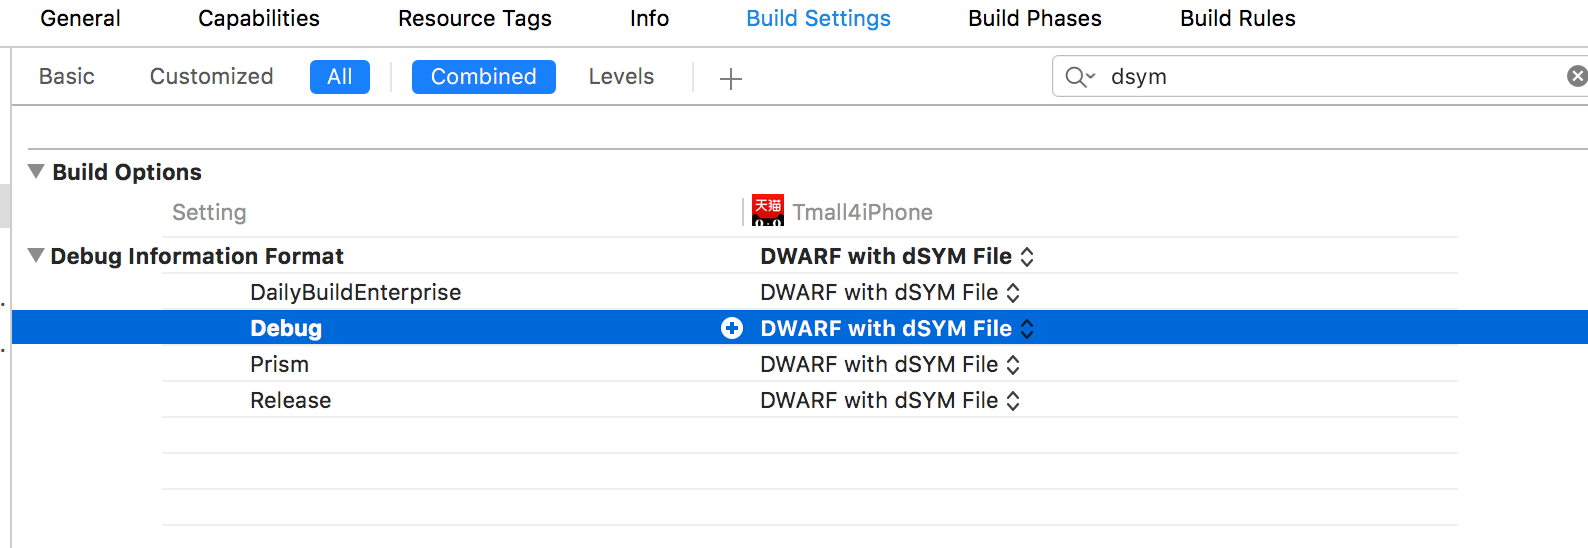 General Capabilities Resource Tags Info Build Settings Build Phases Build Rules
Basic Customized All Combined Levels dsym
Build Options
Setting 天猫 Tmall4iPhone
Debug Information Format DWARF with dSYM File
DailyBuildEnterprise DWARF with dSYM File
Debug DWARF with dSYM File
Prism DWARF with dSYM File
Release DWARF with dSYM File